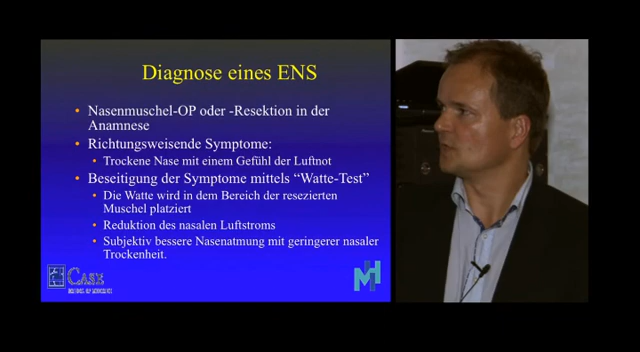 Diagnose eines ENS
• Nasenmuschel-OP oder -Resektion in der
Anamnese
• Richtungsweisende Symptome:
• Trockene Nase mit einem Gefühl der Luftnot
• Beseitigung der Symptome mittels “Watte-Test”
• Die Watte wird in dem Bereich der resezierten
Muschel platziert
• Reduktion des nasalen Luftstroms
• Subjektiv bessere Nasenatmung mit geringerer nasaler
Trockenheit.
CASE